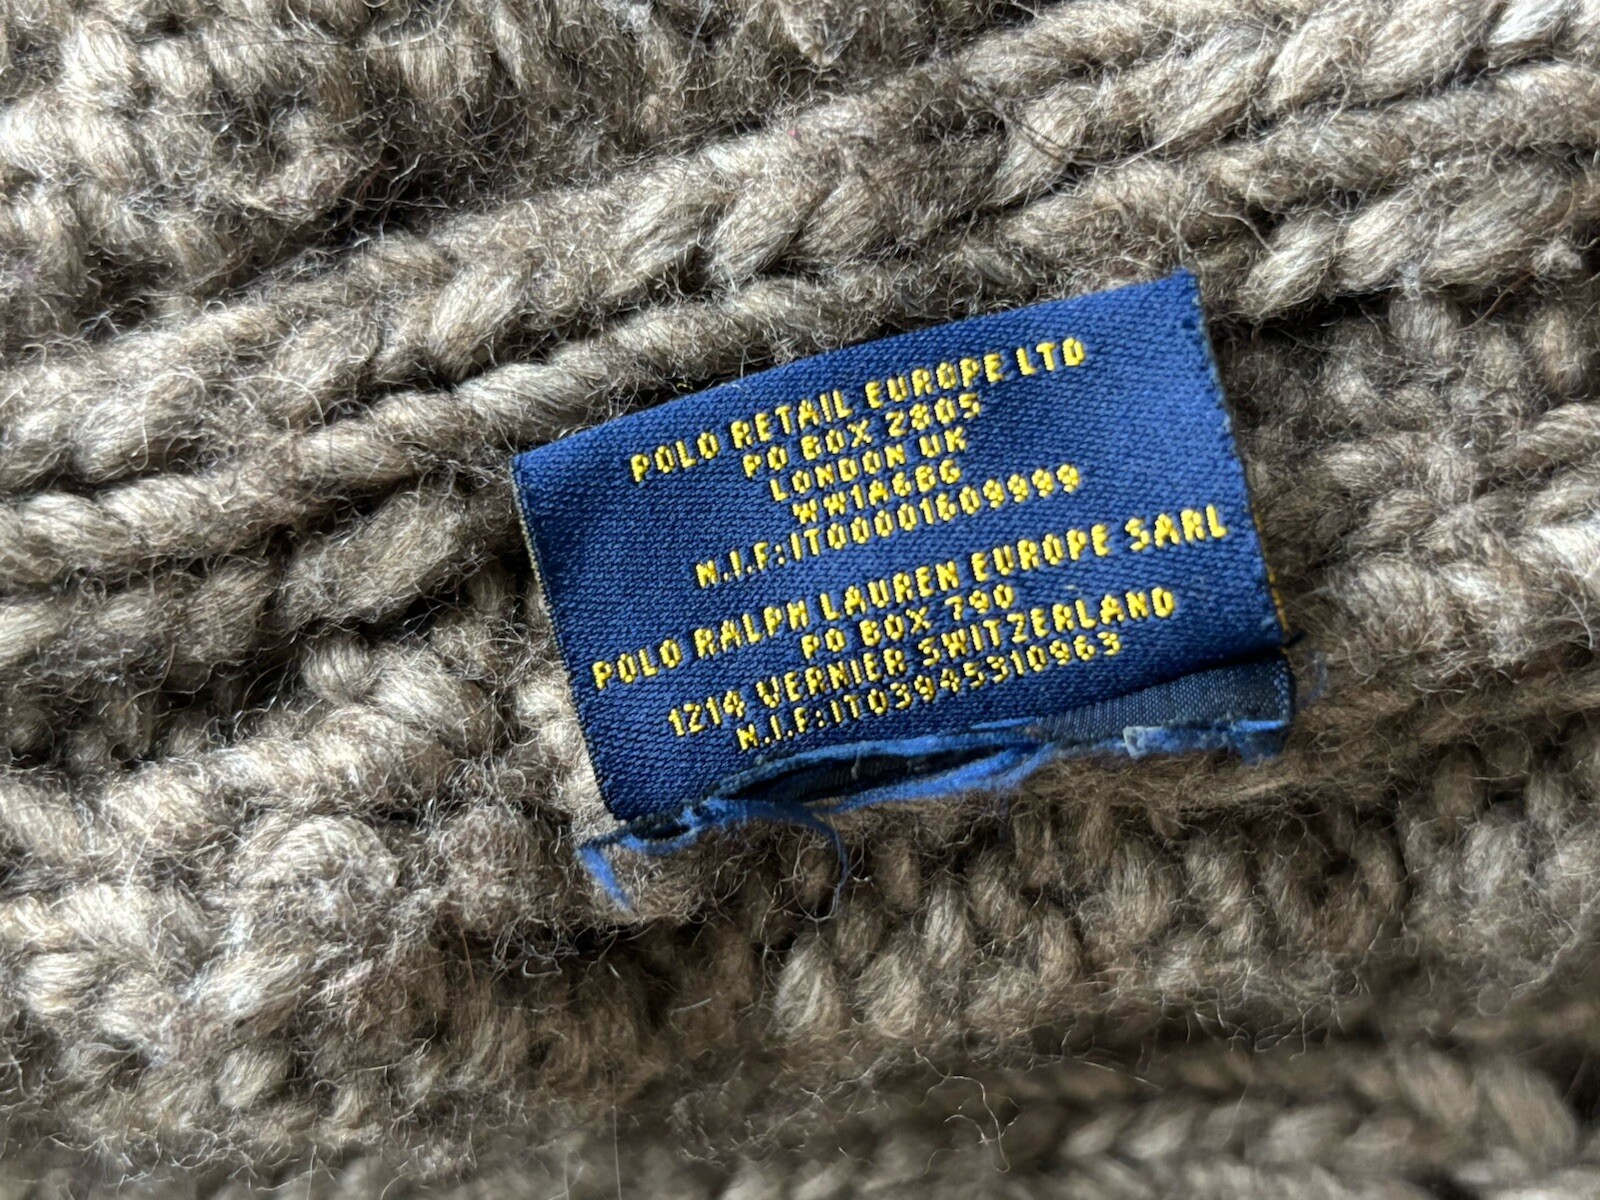 POLO RETAIL EUROPE LTD
PO BOX 2805
LONDON UK
WW1A6BG
N.I.F:IT00001609999
POLO RALPH LAUREN EUROPE SARL
PO BOX 790
1214 VERNIER SWITZERLAND
N.I.F:IT03945310963